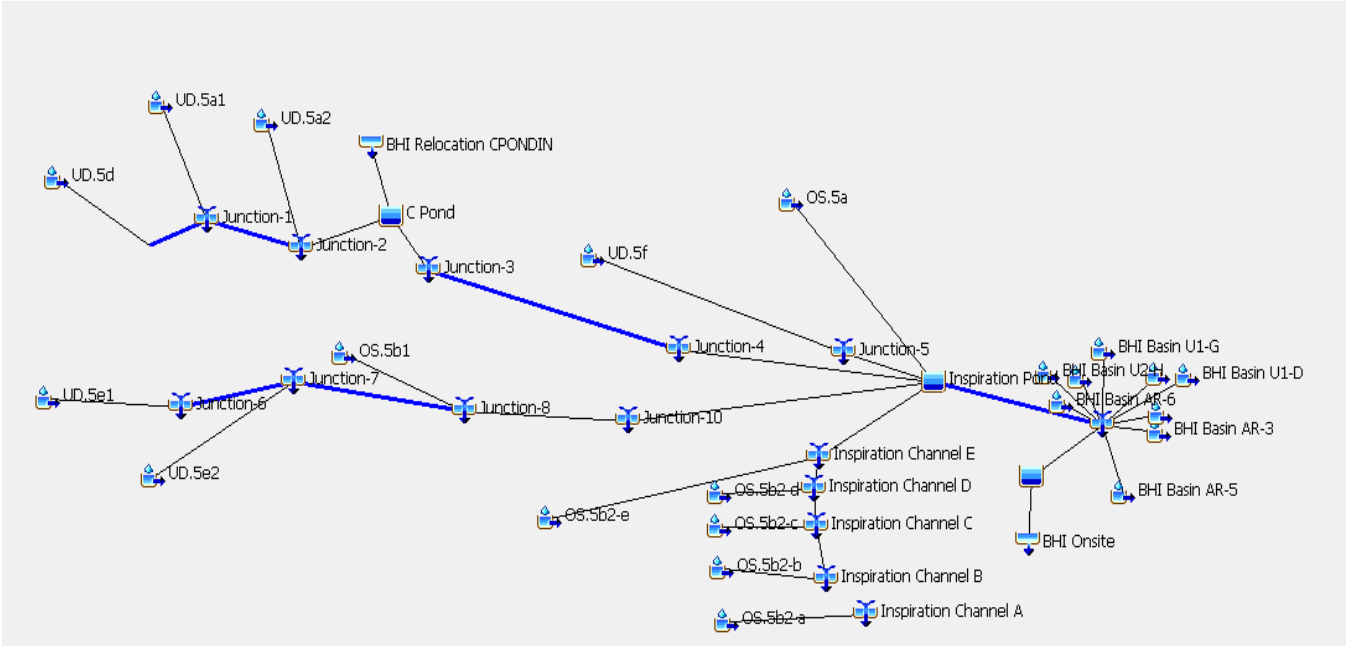 UD.5a1
UD.5a2
BHI Relocation CPONDIN
UD.5d
OS.5a
C Pond
Junction-1
Junction-2
UD.5f
Junction-3
Junction-4
Junction-5
BHI Basin U1-G
OS.5b1
BHI Basin U2-H
BHI Basin U1-D
Junction-7
Inspiration Pond
UD.5e1
Junction-6
BHI Basin AR-6
Junction-8
Junction-10
BHI Basin AR-3
Inspiration Channel E
UD.5e2
Inspiration Channel D
OS.5b2-d
BHI Basin AR-5
OS.5b2-e
OS.5b2-c
Inspiration Channel C
BHI Onsite
OS.5b2-b
Inspiration Channel B
OS.5b2-a
Inspiration Channel A